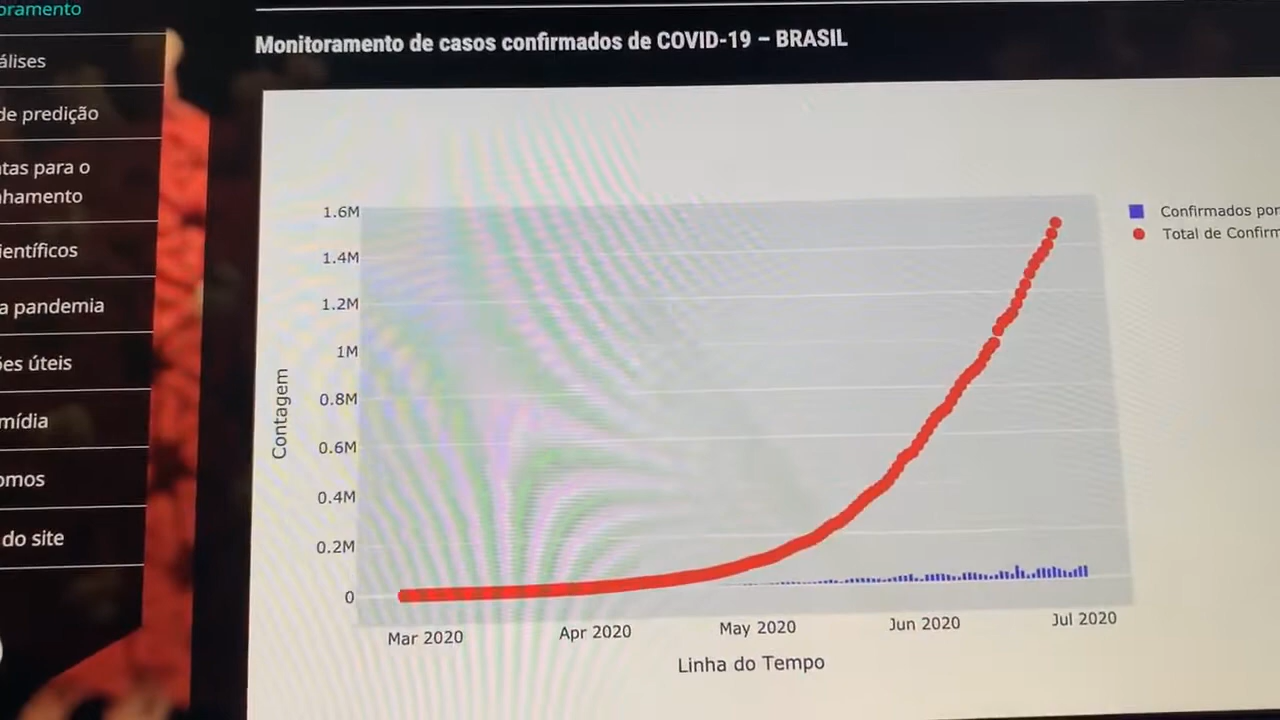 oramento
álises
de predição
tas para o
hamento
ientíficos
a pandemia
es úteis
mídia
omos
do site
Monitoramento de casos confirmados de COVID-19 – BRASIL
1.6M
1.4M
1.2M
1M
0.8M
0.6M
0.4M
0.2M
0
Contagem
Mar 2020
Apr 2020
May 2020
Jun 2020
Jul 2020
Linha do Tempo
Confirmados por
Total de Confirm